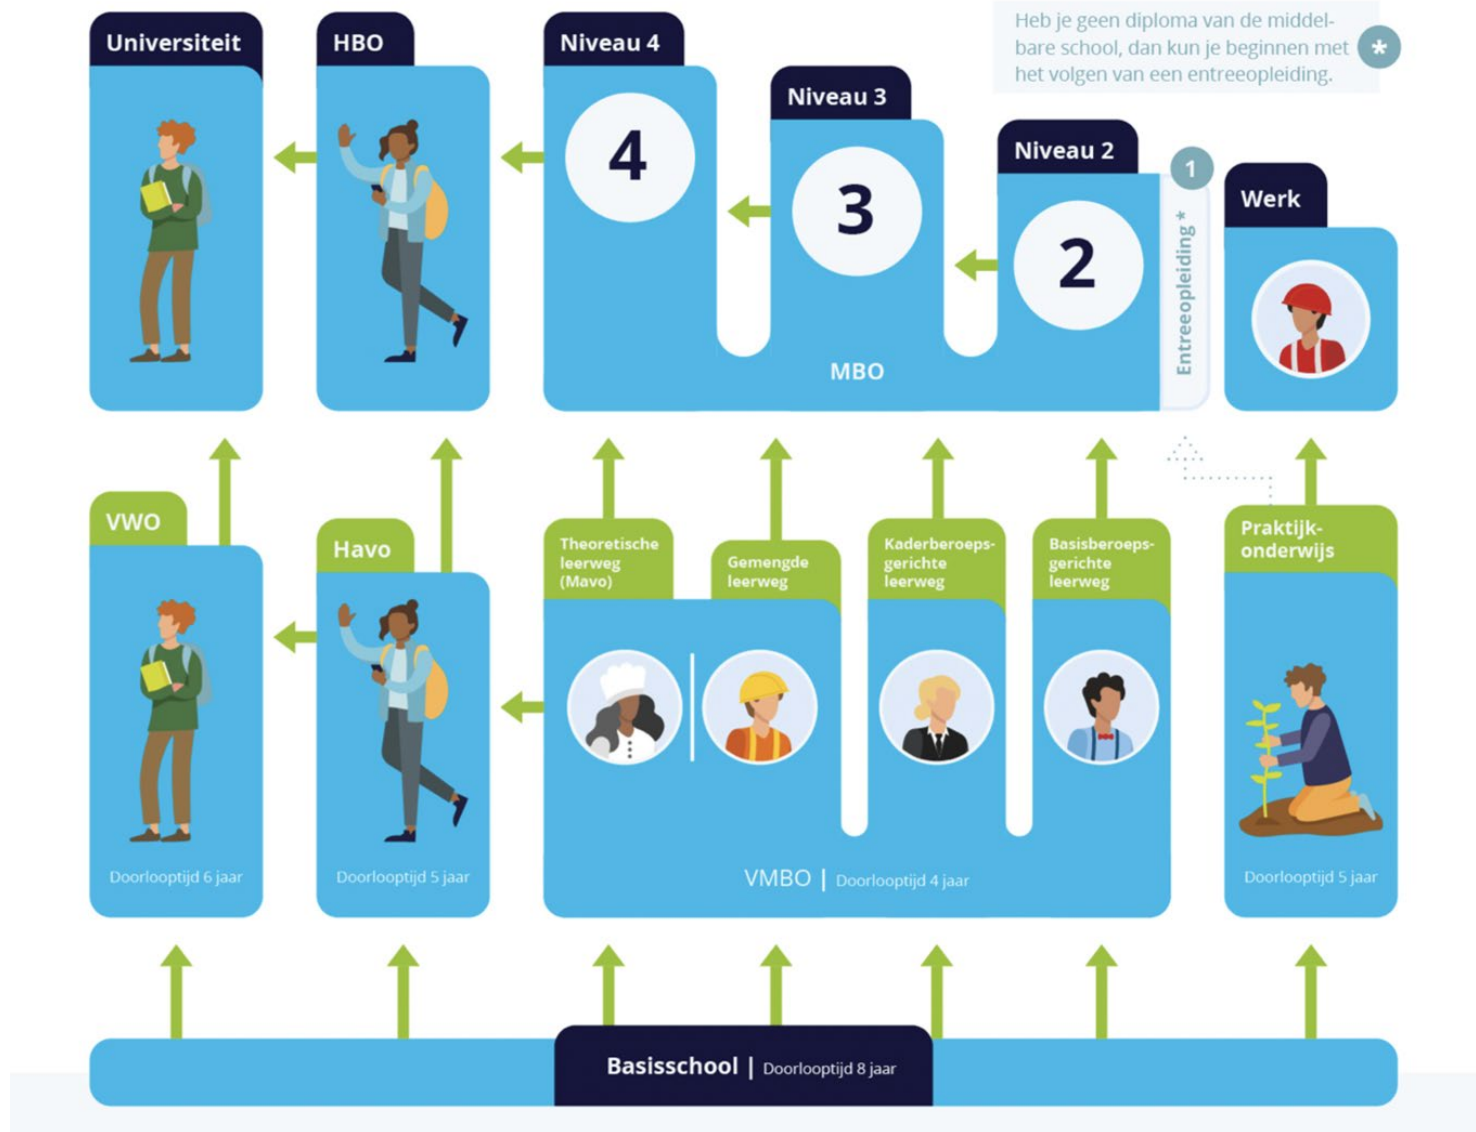 Heb je geen diploma van de middel-
bare school, dan kun je beginnen met
het volgen van een entreeopleiding.
*
Universiteit
HBO
Niveau 4
4
Niveau 3
3
Niveau 2
2
MBO
1
Entreeopleiding *
Werk
VWO
Doorlooptijd 6 jaar
Havo
Doorlooptijd 5 jaar
Theoretische
leerweg
(Mavo)
Gemengde
leerweg
Kaderberoeps-
gerichte
leerweg
Basisberoeps-
gerichte
leerweg
VMBO | Doorlooptijd 4 jaar
Praktijk-
onderwijs
Doorlooptijd 5 jaar
Basisschool | Doorlooptijd 8 jaar